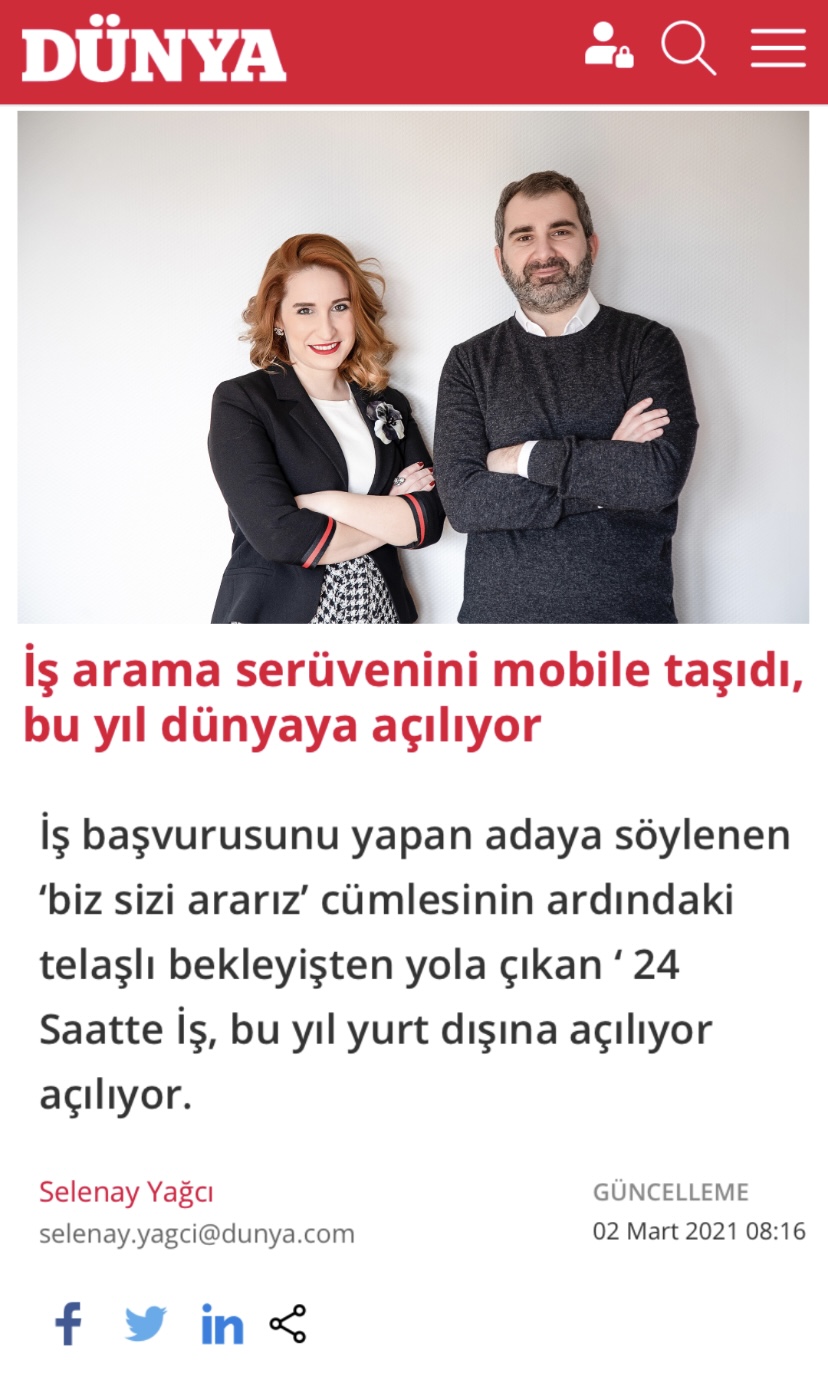 DÜNYA
İş arama serüvenini mobile taşıdı,
bu yıl dünyaya açılıyor
İş başvurusunu yapan adaya söylenen
‘biz sizi ararız’ cümlesinin ardındaki
telaşlı bekleyişten yola çıkan ‘ 24
Saatte İş, bu yıl yurt dışına açılıyor
açılıyor.
Selenay Yağcı
GÜNCELLEME
selenay.yagci@dunya.com
02 Mart 2021 08:16